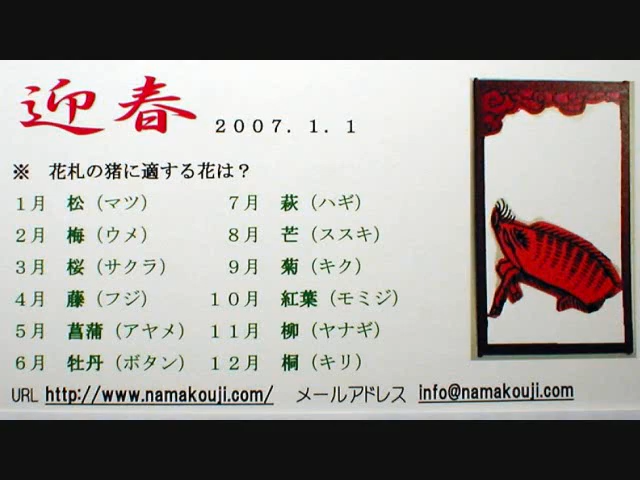 迎春 ２００７．１．１
※　花札の猪に適する花は？
１月　松（マツ）　７月　萩（ハギ）
２月　梅（ウメ）　８月　芒（ススキ）
３月　桜（サクラ）　９月　菊（キク）
４月　藤（フジ）　１０月　紅葉（モミジ）
５月　菖蒲（アヤメ）　１１月　柳（ヤナギ）
６月　牡丹（ボタン）　１２月　桐（キリ）
URL http://www.namakouji.com/　メールアドレス info@namakouji.com